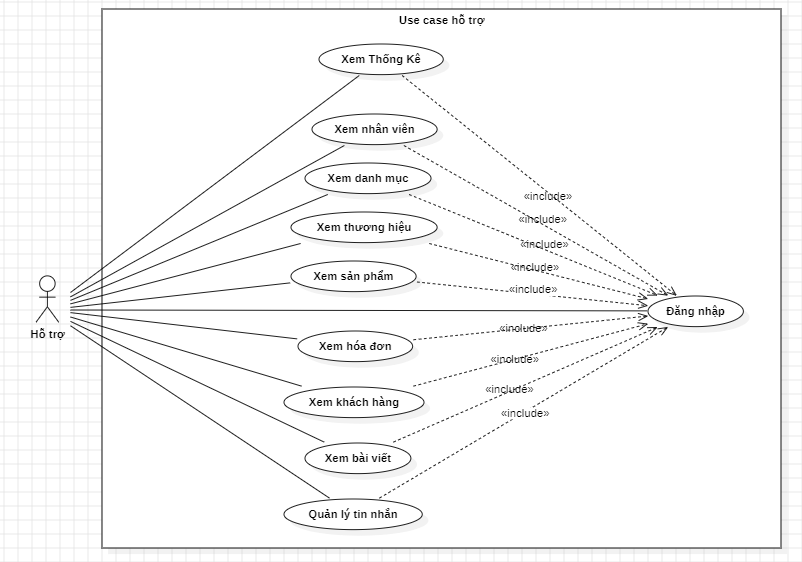 Use case hỗ trợ
Xem Thống Kê
Xem nhân viên
Xem danh mục
«include»
«include»
Xem thương hiệu
«include»
«include»
Xem sản phẩm
«include»
Đăng nhập
Hỗ trợ
«include»
Xem hóa đơn
«include»
«include»
Xem khách hàng
«include»
Xem bài viết
Quản lý tin nhắn